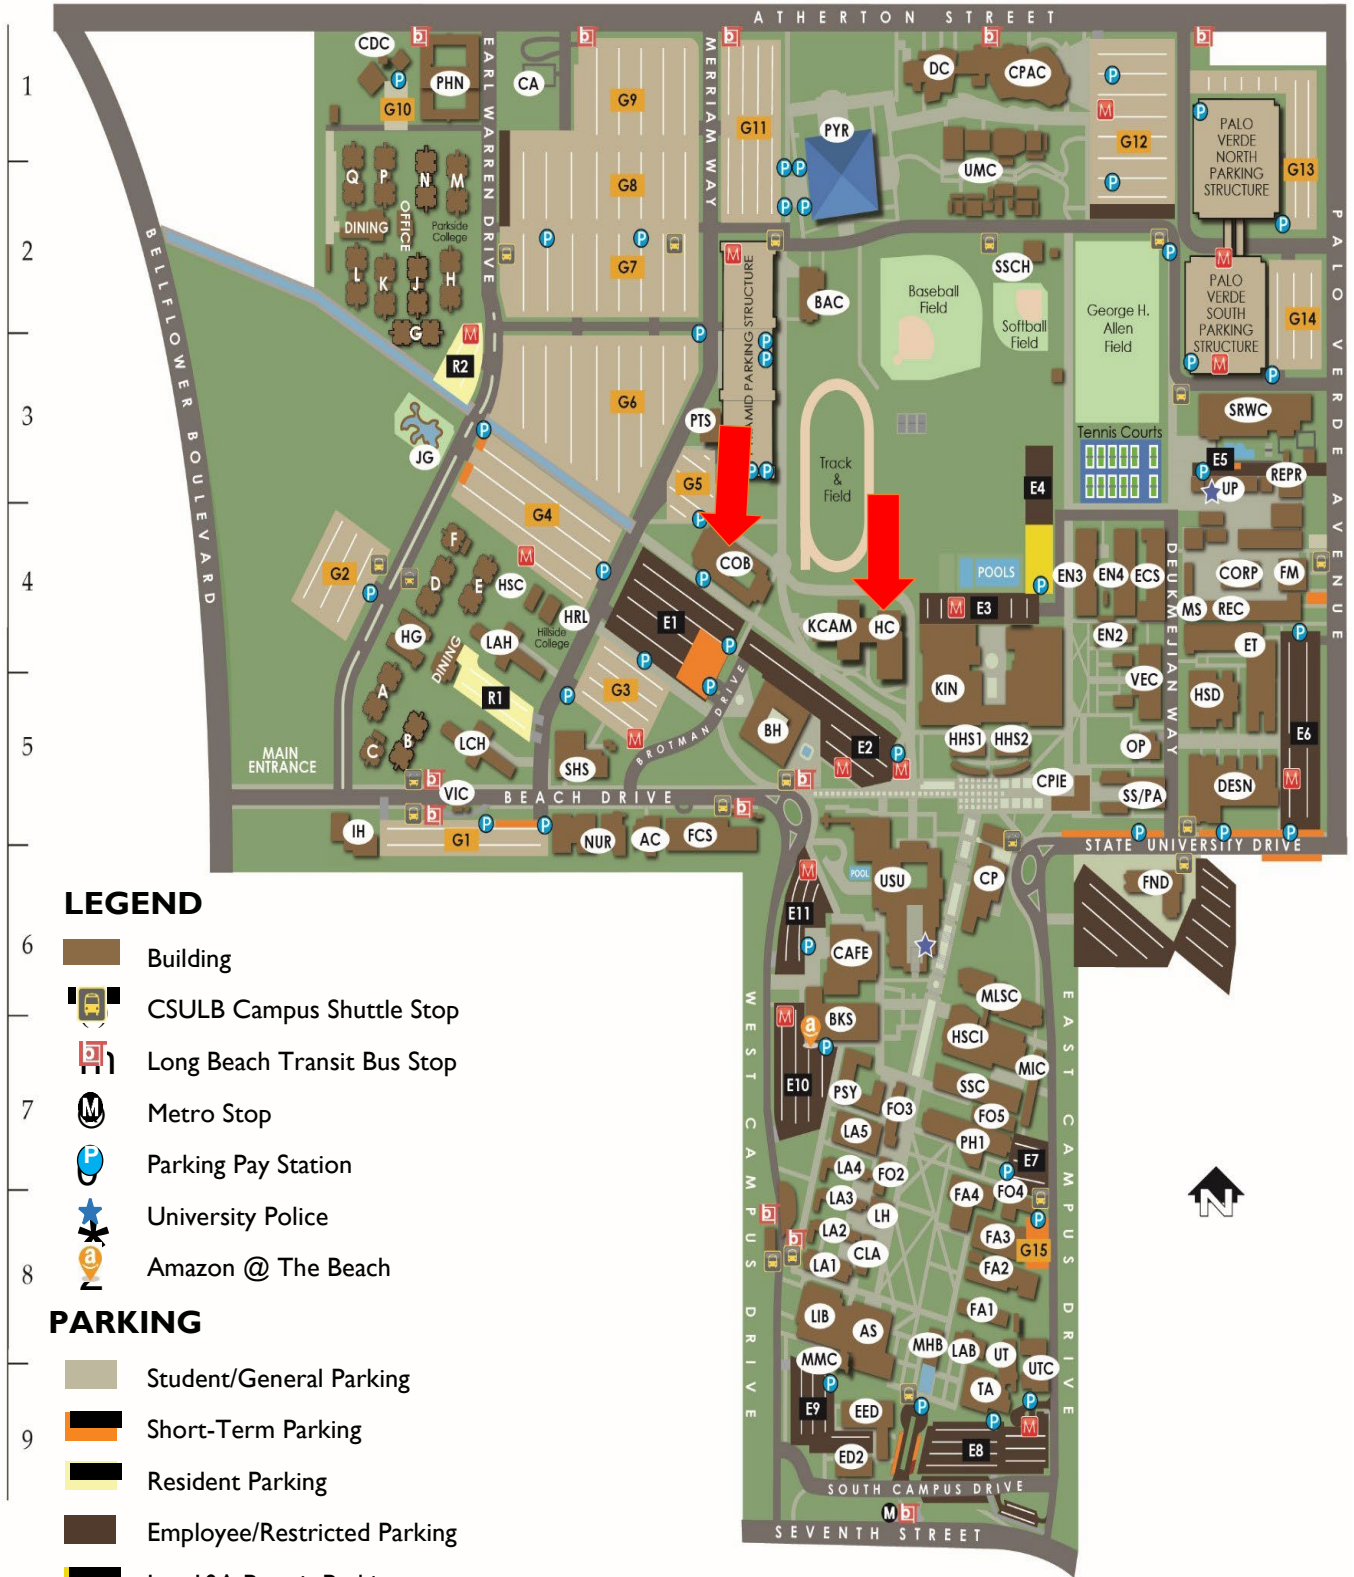 ATHERTON STREET
CDC
PHN
EARL WARREN DRIVE
CA
G9
MERRIAM WAY
G11
PYR
DC
CPAC
UMC
G12
PALO VERDE NORTH PARKING STRUCTURE
G13
G10
1
Q
P
N
M
OFFICE
DINING
Parkside College
G8
G7
2
L
K
J
H
G
R2
BELLFLOWER BOULEVARD
PYRAMID PARKING STRUCTURE
BAC
SSCH
Baseball Field
Softball Field
George H. Allen Field
PALO VERDE SOUTH PARKING STRUCTURE
G14
PALO VERDE AVENUE
3
JG
G6
PTS
G5
Track & Field
Tennis Courts
SRWC
E5
REPR
UP
E4
G4
G2
4
F
D
E
HSC
HRL
Hillside College
HG
LAH
DINING
COB
E1
KCAM
HC
POOLS
E3
EN3
EN4
ECS
DEUKMEJIAN WAY
CORP
FM
MS
REC
EN2
ET
A
R1
G3
BROTMAN DRIVE
KIN
VEC
HSD
5
MAIN ENTRANCE
C
B
LCH
SHS
BH
E2
HHS1
HHS2
OP
E6
CPIE
SS/PA
DESN
VIC
BEACH DRIVE
IH
G1
NUR
AC
FCS
STATE UNIVERSITY DRIVE
POOL
USU
CP
FND
6
E11
CAFE
WEST CAMPUS DRIVE
EAST CAMPUS DRIVE
MLSC
BKS
HSCI
MIC
E10
PSY
FO3
SSC
FO5
7
LA5
PH1
E7
LA4
FO2
LA3
FA4
FO4
LH
LA2
FA3
G15
CLA
LA1
FA2
8
LIB
AS
FA1
MHB
LAB
UT
UTC
MMC
TA
E9
EED
ED2
E8
9
SOUTH CAMPUS DRIVE
SEVENTH STREET
N
LEGEND
Building
CSULB Campus Shuttle Stop
Long Beach Transit Bus Stop
Metro Stop
Parking Pay Station
University Police
Amazon @ The Beach
PARKING
Student/General Parking
Short-Term Parking
Resident Parking
Employee/Restricted Parking